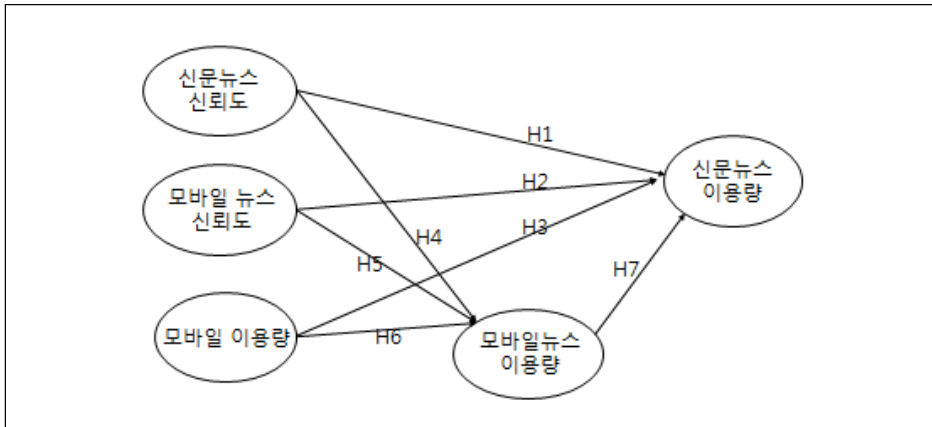 신문뉴스
신뢰도
H1
신문뉴스
이용량
모바일 뉴스
신뢰도
H2
H3
H4
H5
H7
모바일 이용량
H6
모바일뉴스
이용량